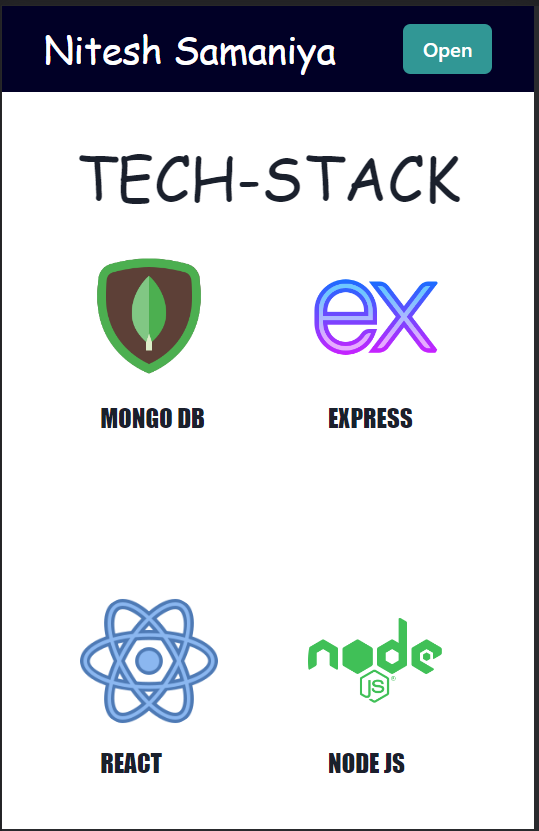 Nitesh Samaniya
Open
TECH-STACK
ex
MONGO DB
EXPRESS
node
JS®
REACT
NODE JS